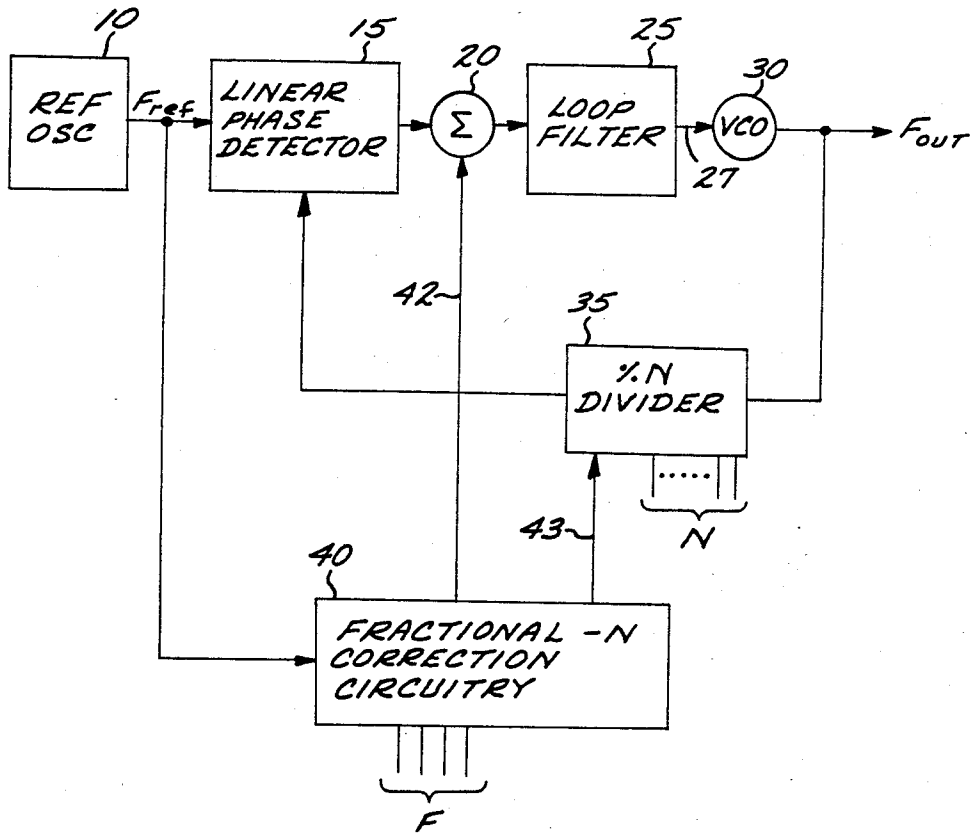 10
REF
OSC
Fref
15
LINEAR
PHASE
DETECTOR
20
Σ
25
LOOP
FILTER
27
30
VCO
FOUT
42
35
%N
DIVIDER
N
43
40
FRACTIONAL -N
CORRECTION
CIRCUITRY
F